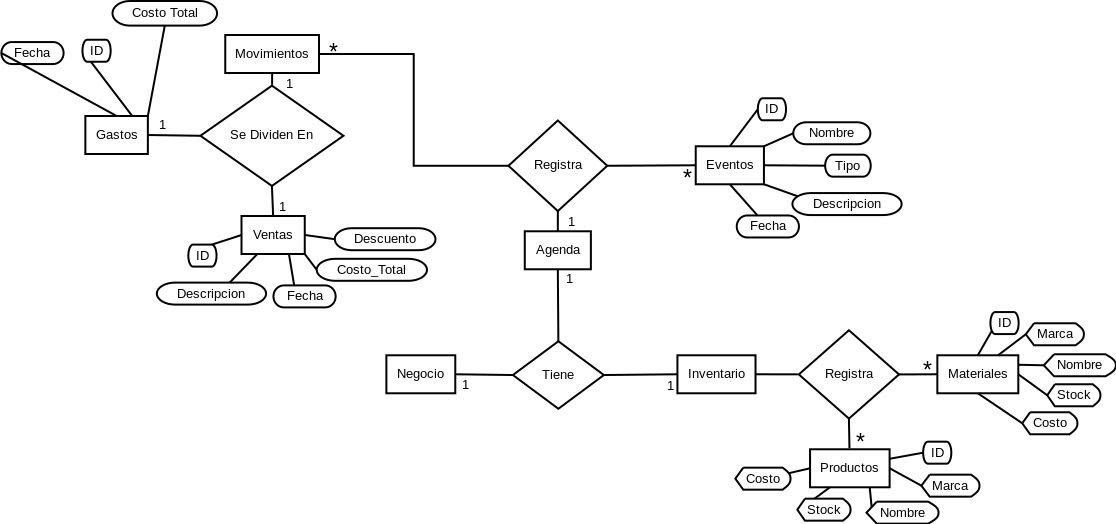 Costo Total
Fecha
ID
Movimientos
*
1
Gastos
1
Se Dividen En
1
Ventas
ID
Descuento
Costo_Total
Descripcion
Fecha
Registra
*
1
Eventos
ID
Nombre
Tipo
Descripcion
Fecha
Agenda
1
Negocio
1
Tiene
1
Inventario
Registra
*
*
Materiales
ID
Marca
Nombre
Stock
Costo
Productos
ID
Marca
Nombre
Stock
Costo